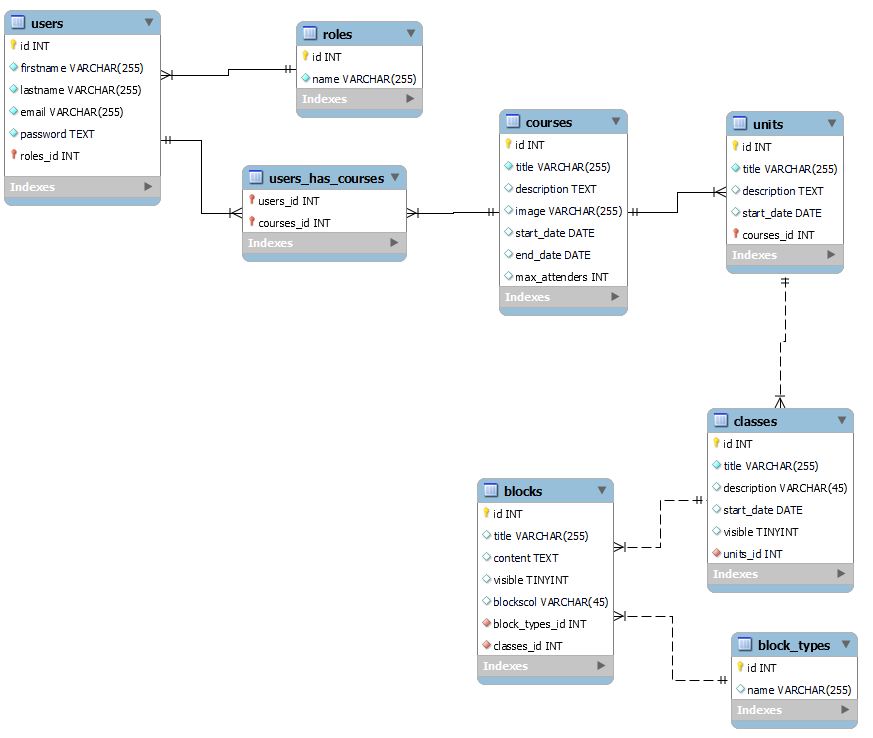 users
id INT
firstname VARCHAR(255)
lastname VARCHAR(255)
email VARCHAR(255)
password TEXT
roles_id INT
Indexes
roles
id INT
name VARCHAR(255)
Indexes
users_has_courses
users_id INT
courses_id INT
Indexes
courses
id INT
title VARCHAR(255)
description TEXT
image VARCHAR(255)
start_date DATE
end_date DATE
max_attenders INT
Indexes
units
id INT
title VARCHAR(255)
description TEXT
start_date DATE
courses_id INT
Indexes
classes
id INT
title VARCHAR(255)
description VARCHAR(45)
start_date DATE
visible TINYINT
units_id INT
Indexes
blocks
id INT
title VARCHAR(255)
content TEXT
visible TINYINT
blockscol VARCHAR(45)
block_types_id INT
classes_id INT
Indexes
block_types
id INT
name VARCHAR(255)
Indexes